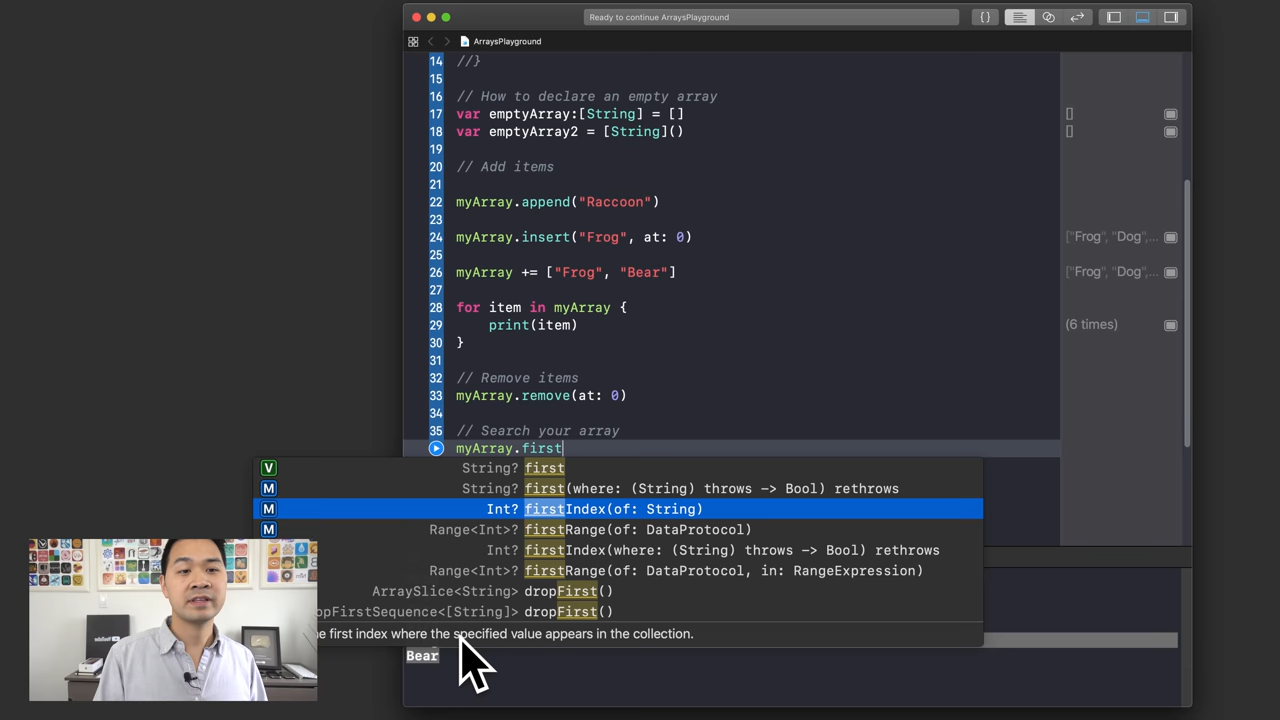 Ready to continue ArraysPlayground
{}
ArraysPlayground
14 //}
15
16 // How to declare an empty array
17 var emptyArray:[String] = [] []
18 var emptyArray2 = [String]() []
19
20 // Add items
21
22 myArray.append("Raccoon")
23
24 myArray.insert("Frog", at: 0) ["Frog", "Dog",...
25
26 myArray += ["Frog", "Bear"] ["Frog", "Dog",...
27
28 for item in myArray {
29 print(item) (6 times)
30 }
31
32 // Remove items
33 myArray.remove(at: 0)
34
35 // Search your array
myArray.first
V String? first
M String? first(where: (String) throws -> Bool) rethrows
M Int? firstIndex(of: String)
M Range<Int>? firstRange(of: DataProtocol)
Int? firstIndex(where: (String) throws -> Bool) rethrows
Range<Int>? firstRange(of: DataProtocol, in: RangeExpression)
ArraySlice<String> dropFirst()
opFirstSequence<[String]> dropFirst()
e first index where the specified value appears in the collection.
Bear